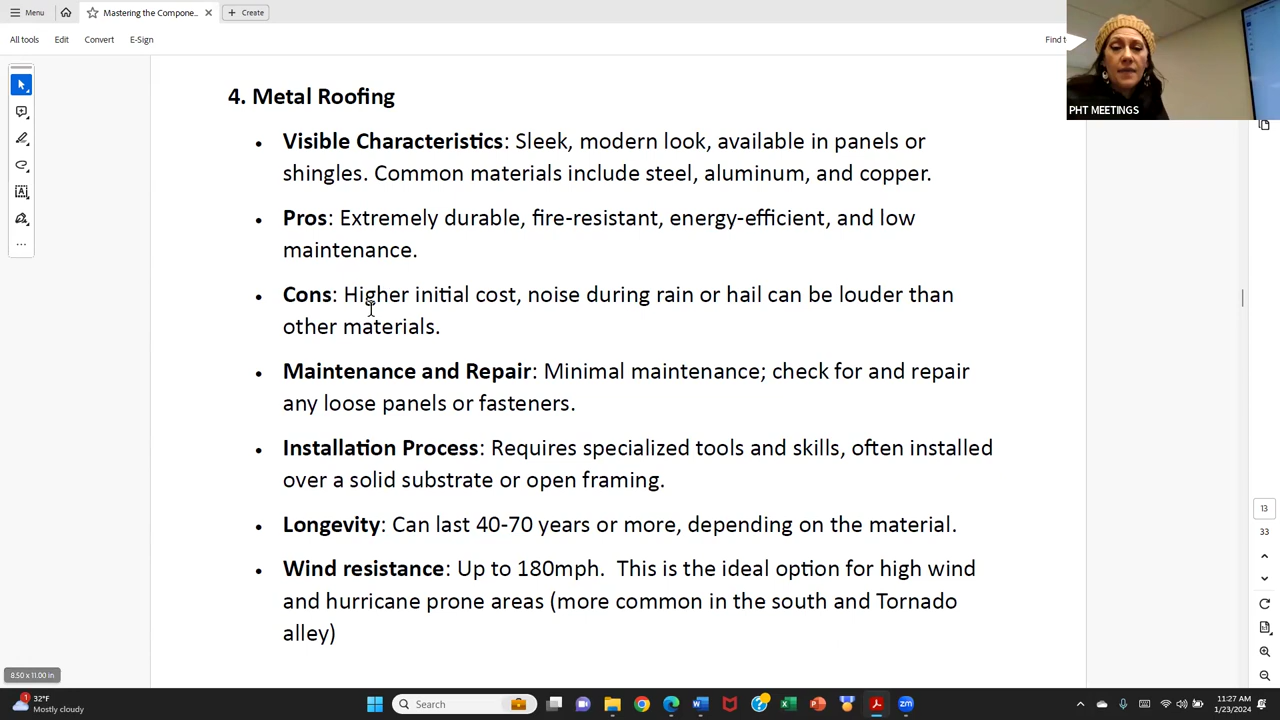 Menu
Mastering the Compone...
Create
All tools
Edit
Convert
E-Sign
Find t
PHT MEETINGS
4. Metal Roofing
• Visible Characteristics: Sleek, modern look, available in panels or
shingles. Common materials include steel, aluminum, and copper.
• Pros: Extremely durable, fire-resistant, energy-efficient, and low
maintenance.
• Cons: Higher initial cost, noise during rain or hail can be louder than
other materials.
• Maintenance and Repair: Minimal maintenance; check for and repair
any loose panels or fasteners.
• Installation Process: Requires specialized tools and skills, often installed
over a solid substrate or open framing.
• Longevity: Can last 40-70 years or more, depending on the material.
• Wind resistance: Up to 180mph.  This is the ideal option for high wind
and hurricane prone areas (more common in the south and Tornado
alley)
13
33
8.50 x 11.00 in
1
32°F
Mostly cloudy
Search
11:27 AM
1/23/2024